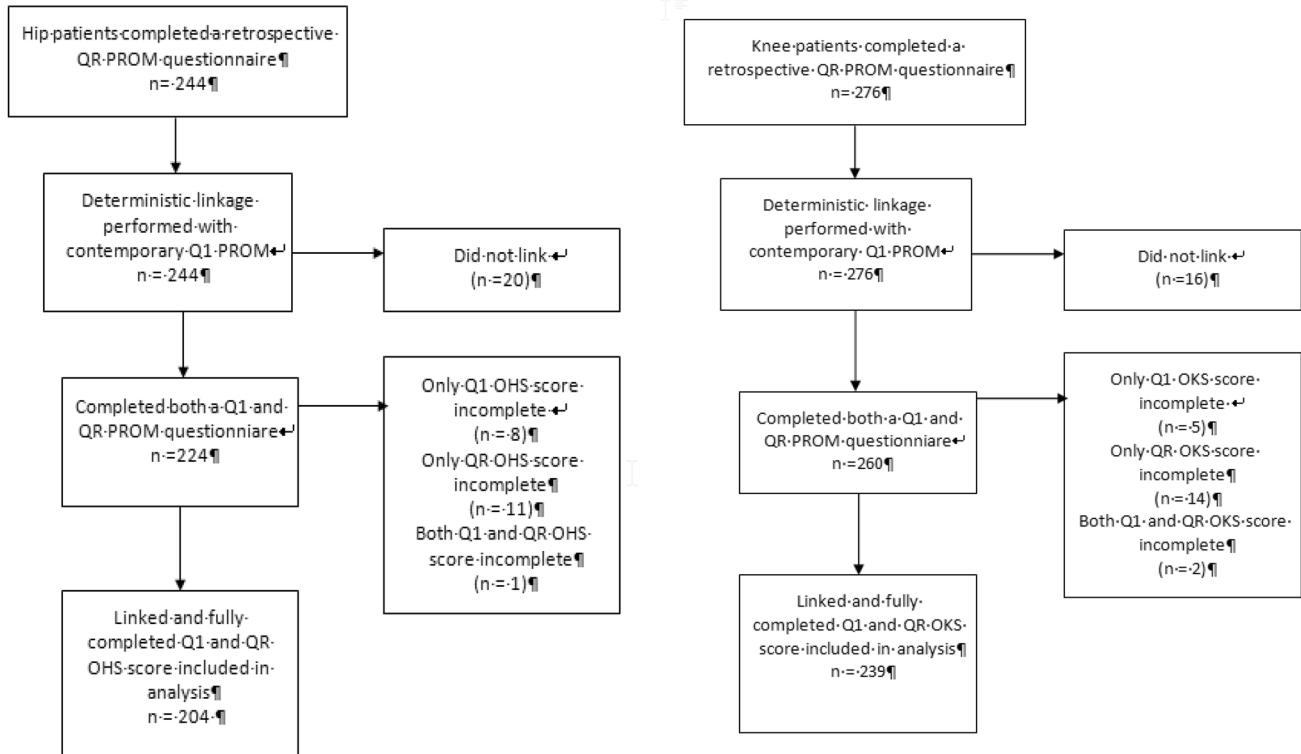 Hip·patients·completed·a·retrospective·
QR·PROM·questionnaire¶
n=·244¶
Deterministic·linkage·
performed·with·
contemporary·Q1·PROM↵
n·=·244¶
Did·not·link·↵
(n·=20)¶
Completed·both·a·Q1·and·
QR·PROM·questionniare↵
n·=224¶
Only·Q1·OHS·score·
incomplete·↵
(n·=·8)¶
Only·QR·OHS·score·
incomplete¶
(n·=·11)¶
Both·Q1·and·QR·OHS·
score·incomplete¶
(n·=·1)¶
Linked·and·fully·
completed·Q1·and·QR·
OHS·score·included·in·
analysis¶
n·=·204·¶
Knee·patients·completed·a·
retrospective·QR·PROM·questionnaire¶
n=·276¶
Deterministic·linkage·
performed·with·
contemporary·Q1·PROM↵
n·=·276¶
Did·not·link·↵
(n·=16)¶
Completed·both·a·Q1·and·
QR·PROM·questionniare↵
n·=260¶
Only·Q1·OKS·score·
incomplete·↵
(n·=·5)¶
Only·QR·OKS·score·
incomplete¶
(n·=·14)¶
Both·Q1·and·QR·OKS·score·
incomplete¶
(n·=·2)¶
Linked·and·fully·
completed·Q1·and·QR·OKS·
score·included·in·analysis¶
n·=·239¶